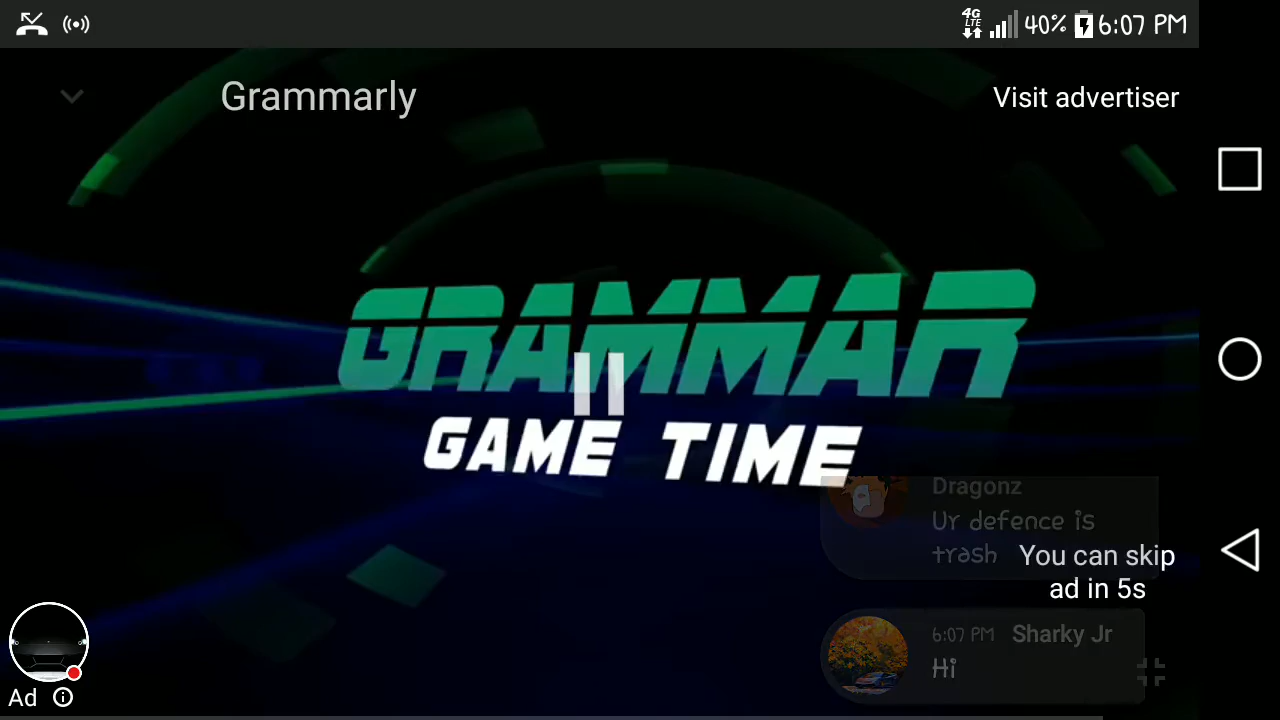 4G
LTE
40%
6:07 PM
Grammarly
Visit advertiser
GRAMMAR
GAME TIME
Dragonz
Ur defence is
trash
You can skip
ad in 5s
6:07 PM Sharky Jr
Hi
Ad